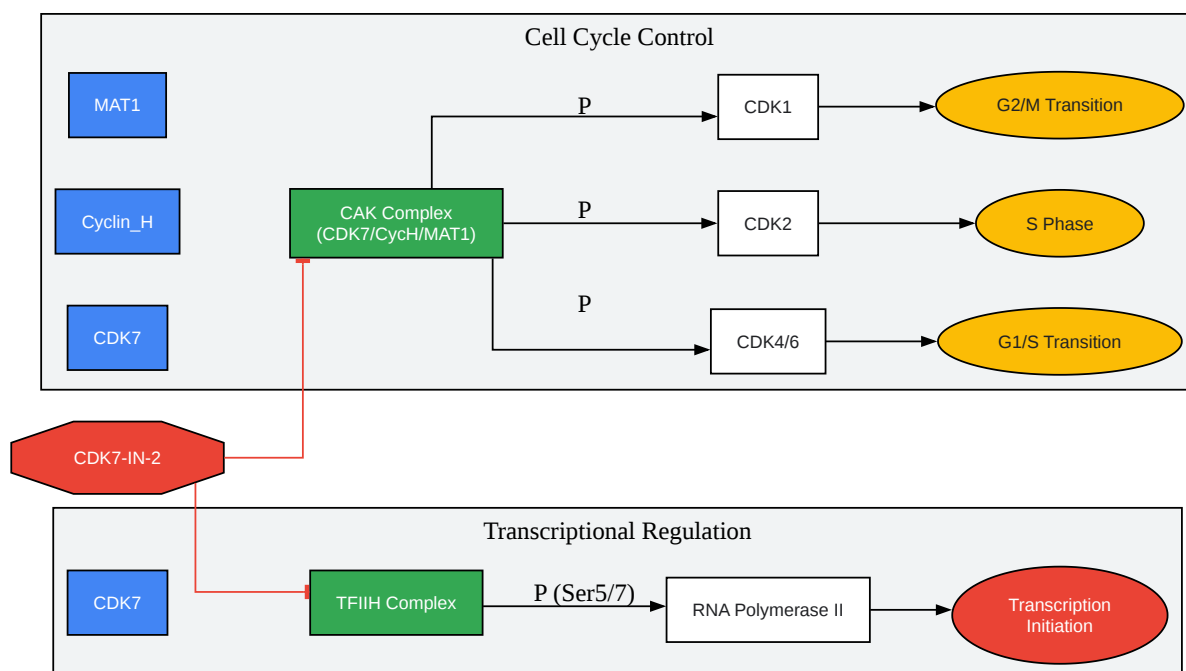 Cell Cycle Control
MAT1
P
CDK1
G2/M Transition
Cyclin_H
CAK Complex
(CDK7/CycH/MAT1)
P
CDK2
S Phase
CDK7
P
CDK4/6
G1/S Transition
CDK7-IN-2
Transcriptional Regulation
CDK7
TFIIH Complex
P (Ser5/7)
RNA Polymerase II
Transcription
Initiation